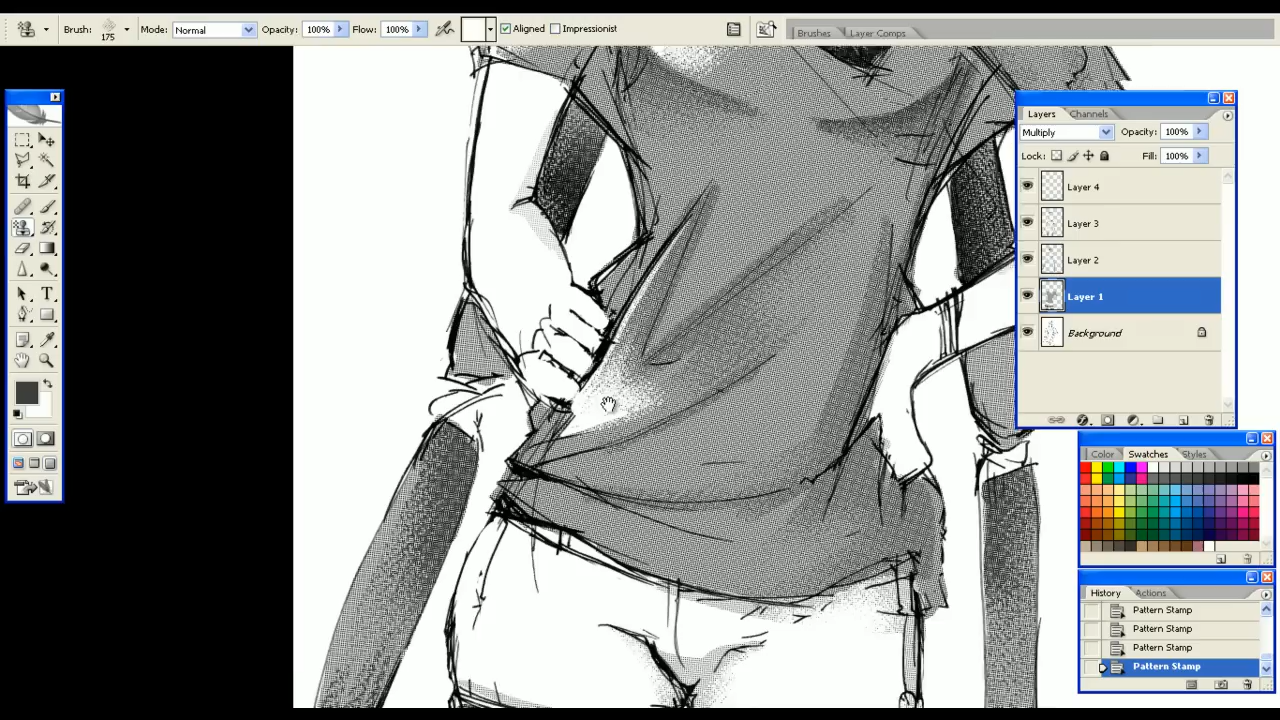 Brush: 175 Mode: Normal Opacity: 100% Flow: 100% Aligned Impressionist Brushes Layer Comps
Layers Channels
Multiply Opacity: 100%
Lock: Fill: 100%
Layer 4
Layer 3
Layer 2
Layer 1
Background
Color Swatches Styles
History Actions
Pattern Stamp
Pattern Stamp
Pattern Stamp
Pattern Stamp